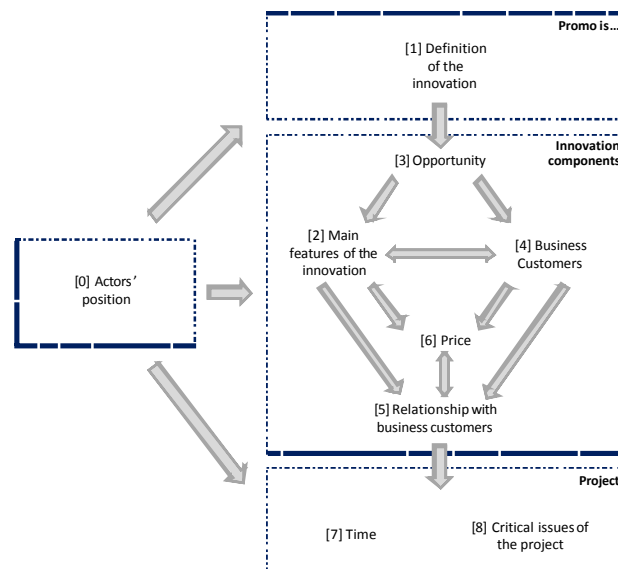 Promo is...
[1] Definition
of the
innovation
Innovation
components
[3] Opportunity
[2] Main
features of the
innovation
[4] Business
Customers
[0] Actors'
position
[6] Price
[5] Relationship with
business customers
Project
[7] Time
[8] Critical issues of
the project